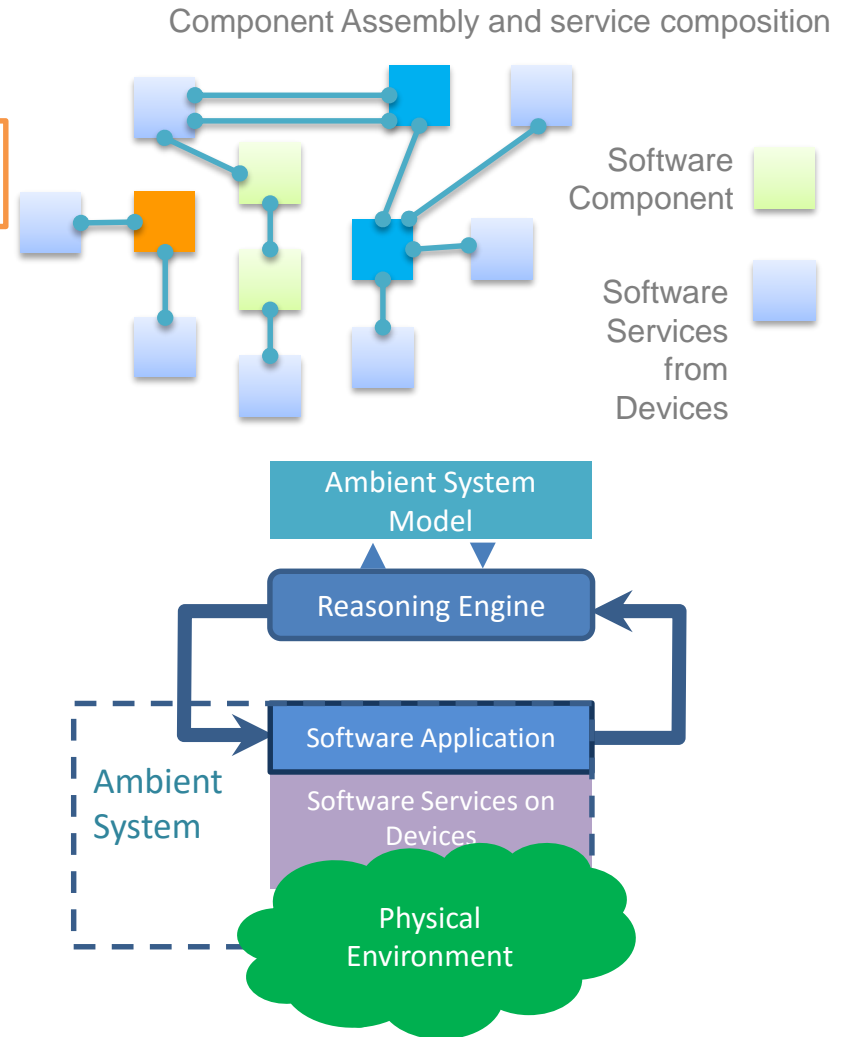 Component Assembly and service composition
Software
Component
Software
Services
from
Devices
Ambient System
Model
Reasoning Engine
Software Application
Ambient
System
Software Services on
Devices
Physical
Environment